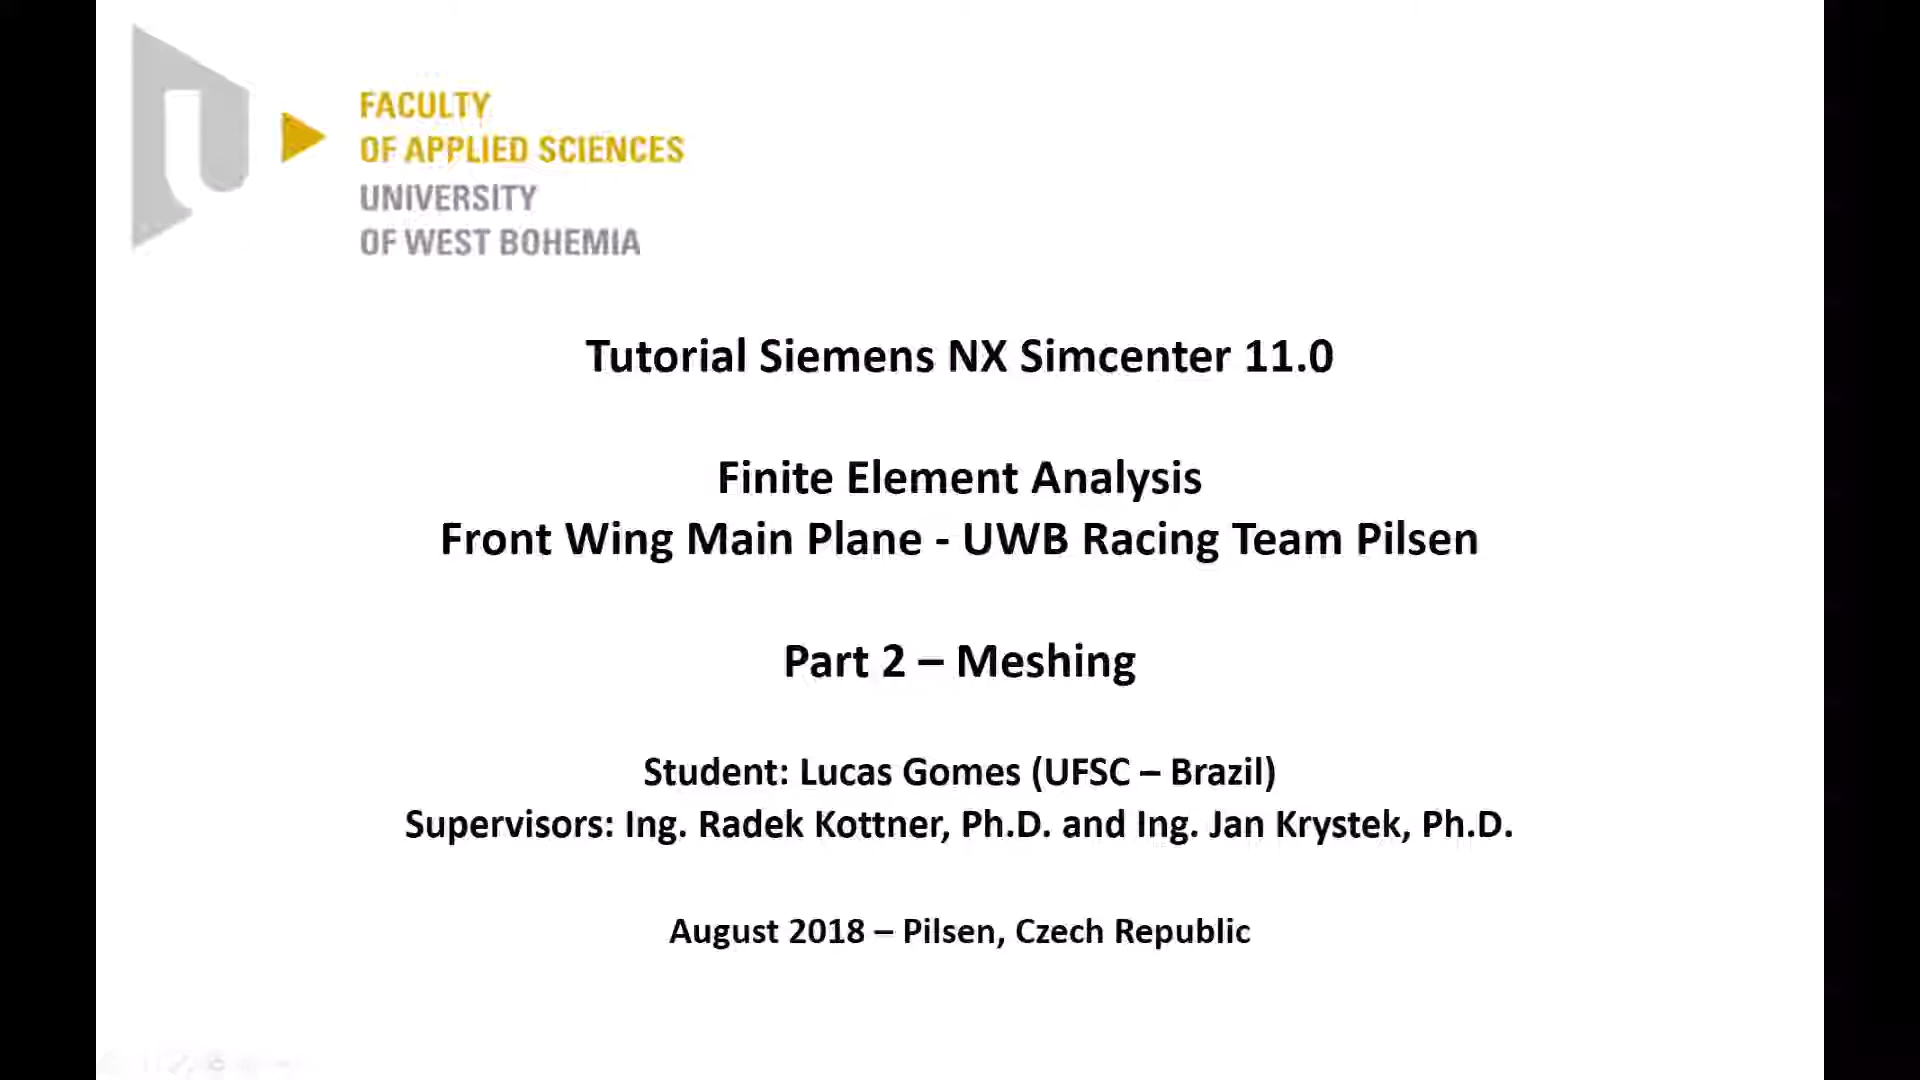 FACULTY
OF APPLIED SCIENCES
UNIVERSITY
OF WEST BOHEMIA
Tutorial Siemens NX Simcenter 11.0
Finite Element Analysis
Front Wing Main Plane - UWB Racing Team Pilsen
Part 2 – Meshing
Student: Lucas Gomes (UFSC – Brazil)
Supervisors: Ing. Radek Kottner, Ph.D. and Ing. Jan Krystek, Ph.D.
August 2018 – Pilsen, Czech Republic